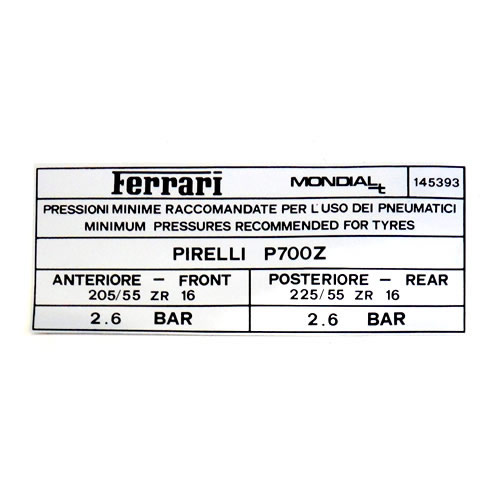 Ferrari MONDIAL t 145393
PRESSIONI MINIME RACCOMANDATE PER L'USO DEI PNEUMATICI
MINIMUM PRESSURES RECOMMENDED FOR TYRES
PIRELLI P700Z
ANTERIORE – FRONT
205/55 ZR 16
POSTERIORE – REAR
225/55 ZR 16
2.6 BAR
2.6 BAR